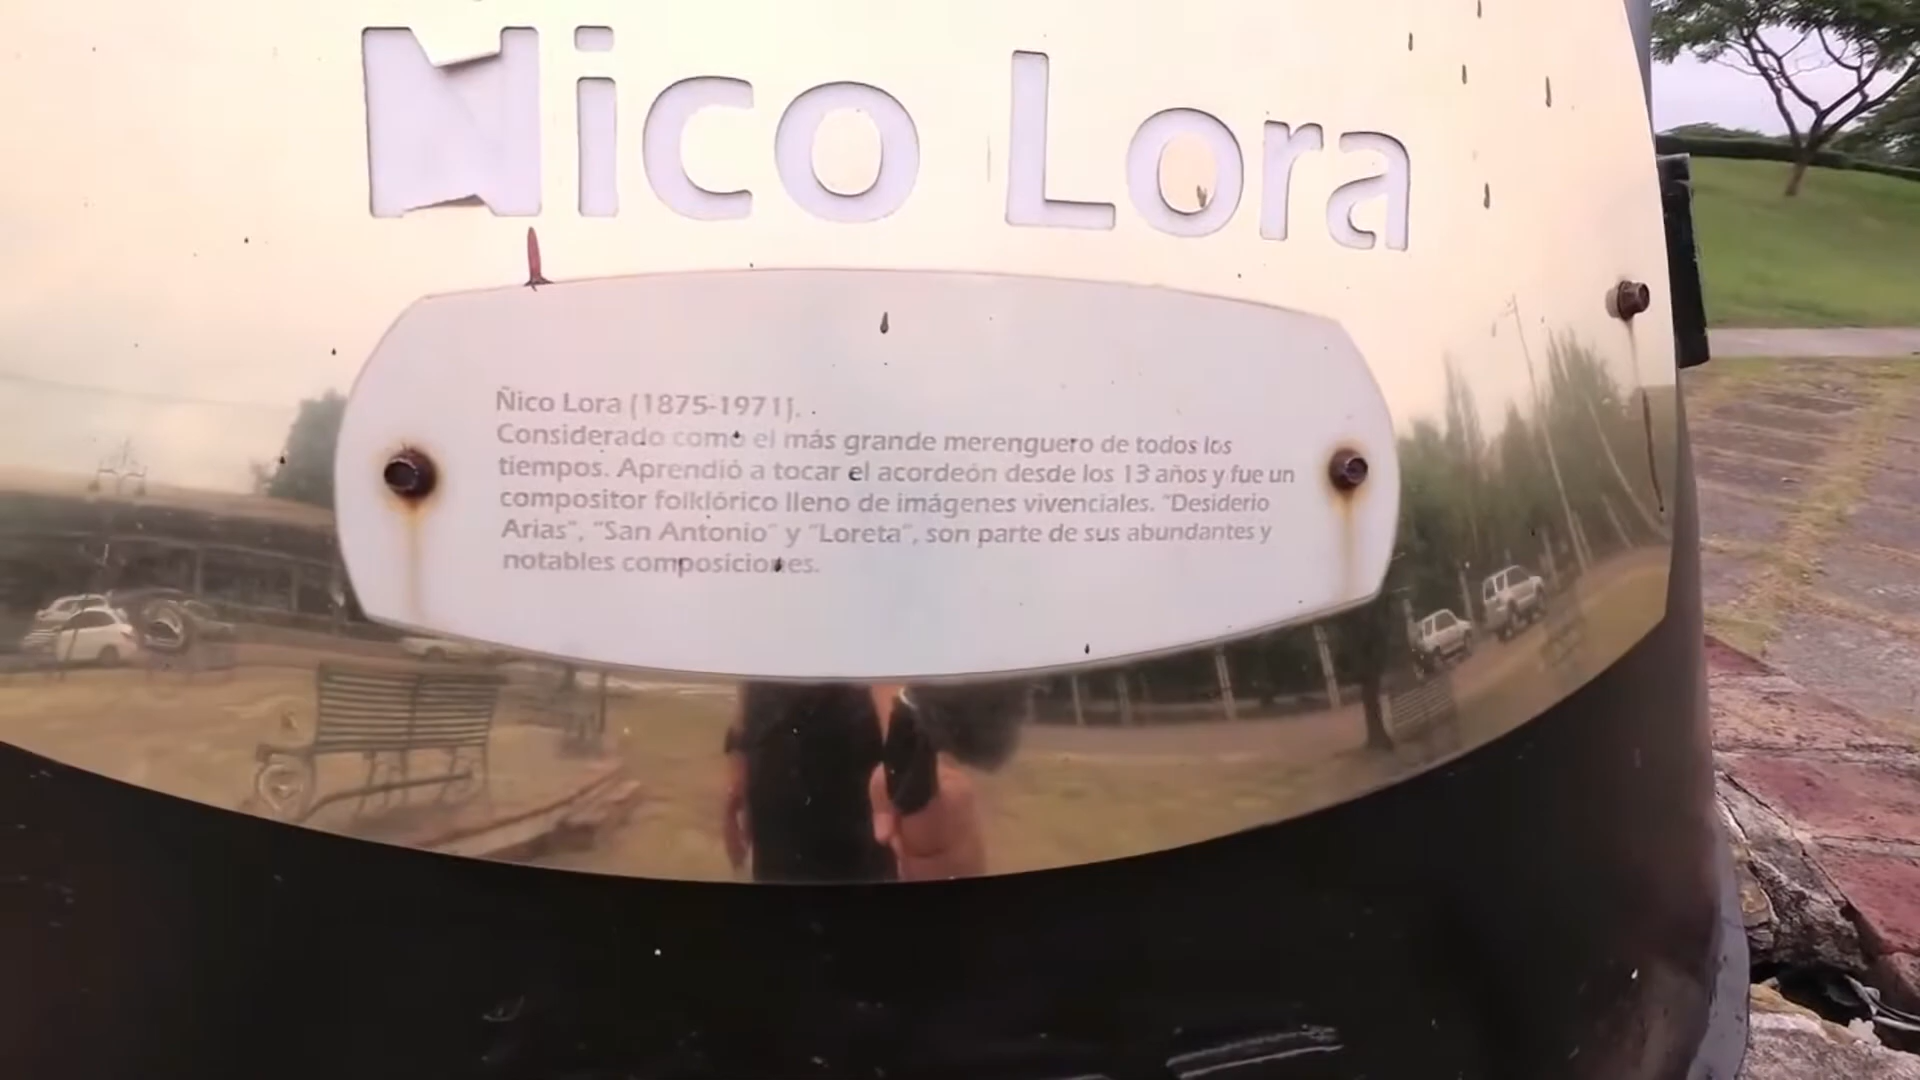 Nico Lora
Ñico Lora (1875-1971).
Considerado como el más grande merenguero de todos los
tiempos. Aprendió a tocar el acordeón desde los 13 años y fue un
compositor folklórico lleno de imágenes vivenciales. "Desiderio
Arias", "San Antonio" y "Loreta", son parte de sus abundantes y
notables composiciones.